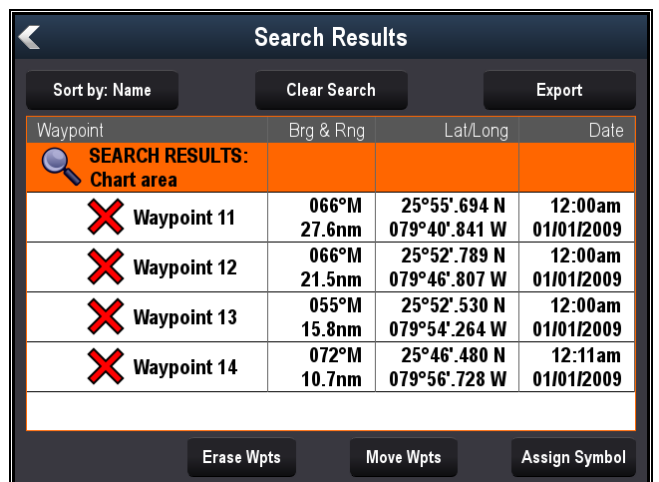 Search Results
Sort by: Name Clear Search Export
Waypoint Brg & Rng Lat/Long Date
SEARCH RESULTS:
Chart area
Waypoint 11 066°M 25°55'.694 N 12:00am
27.6nm 079°40'.841 W 01/01/2009
Waypoint 12 066°M 25°52'.789 N 12:00am
21.5nm 079°46'.807 W 01/01/2009
Waypoint 13 055°M 25°52'.530 N 12:00am
15.8nm 079°54'.264 W 01/01/2009
Waypoint 14 072°M 25°46'.480 N 12:11am
10.7nm 079°56'.728 W 01/01/2009
Erase Wpts Move Wpts Assign Symbol